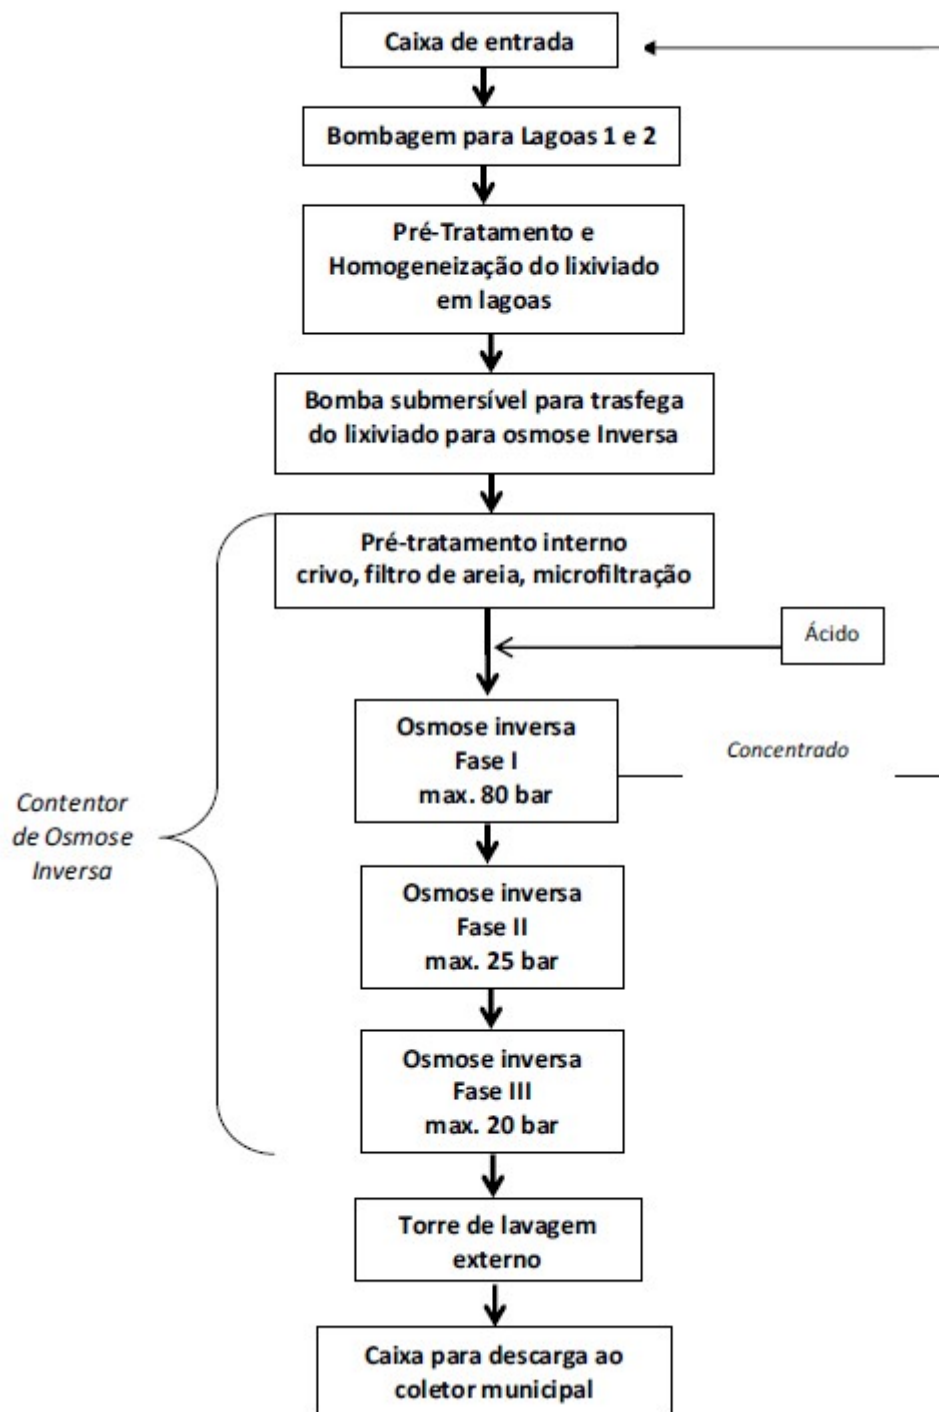 Caixa de entrada
Bombagem para Lagoas 1 e 2
Pré-Tratamento e
Homogeneização do lixiviado
em lagoas
Bomba submersível para trasfega
do lixiviado para osmose Inversa
Pré-tratamento interno
crivo, filtro de areia, microfiltração
Ácido
Osmose inversa
Fase I
max. 80 bar
Concentrado
Contentor
de Osmose
Inversa
Osmose inversa
Fase II
max. 25 bar
Osmose inversa
Fase III
max. 20 bar
Torre de lavagem
externo
Caixa para descarga ao
coletor municipal